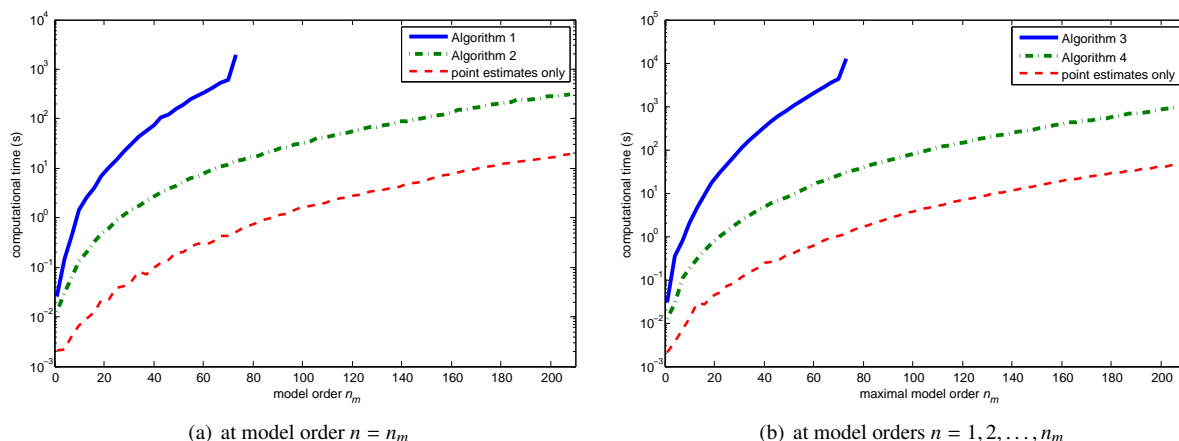 10^4
10^3
10^2
10^1
10^0
10^−1
10^−2
10^−3
computational time (s)
Algorithm 1
Algorithm 2
point estimates only
0 20 40 60 80 100 120 140 160 180 200
model order n_m
(a) at model order n = n_m
10^5
10^4
10^3
10^2
10^1
10^0
10^−1
10^−2
10^−3
computational time (s)
Algorithm 3
Algorithm 4
point estimates only
0 20 40 60 80 100 120 140 160 180 200
maximal model order n_m
(b) at model orders n = 1, 2, . . . , n_m